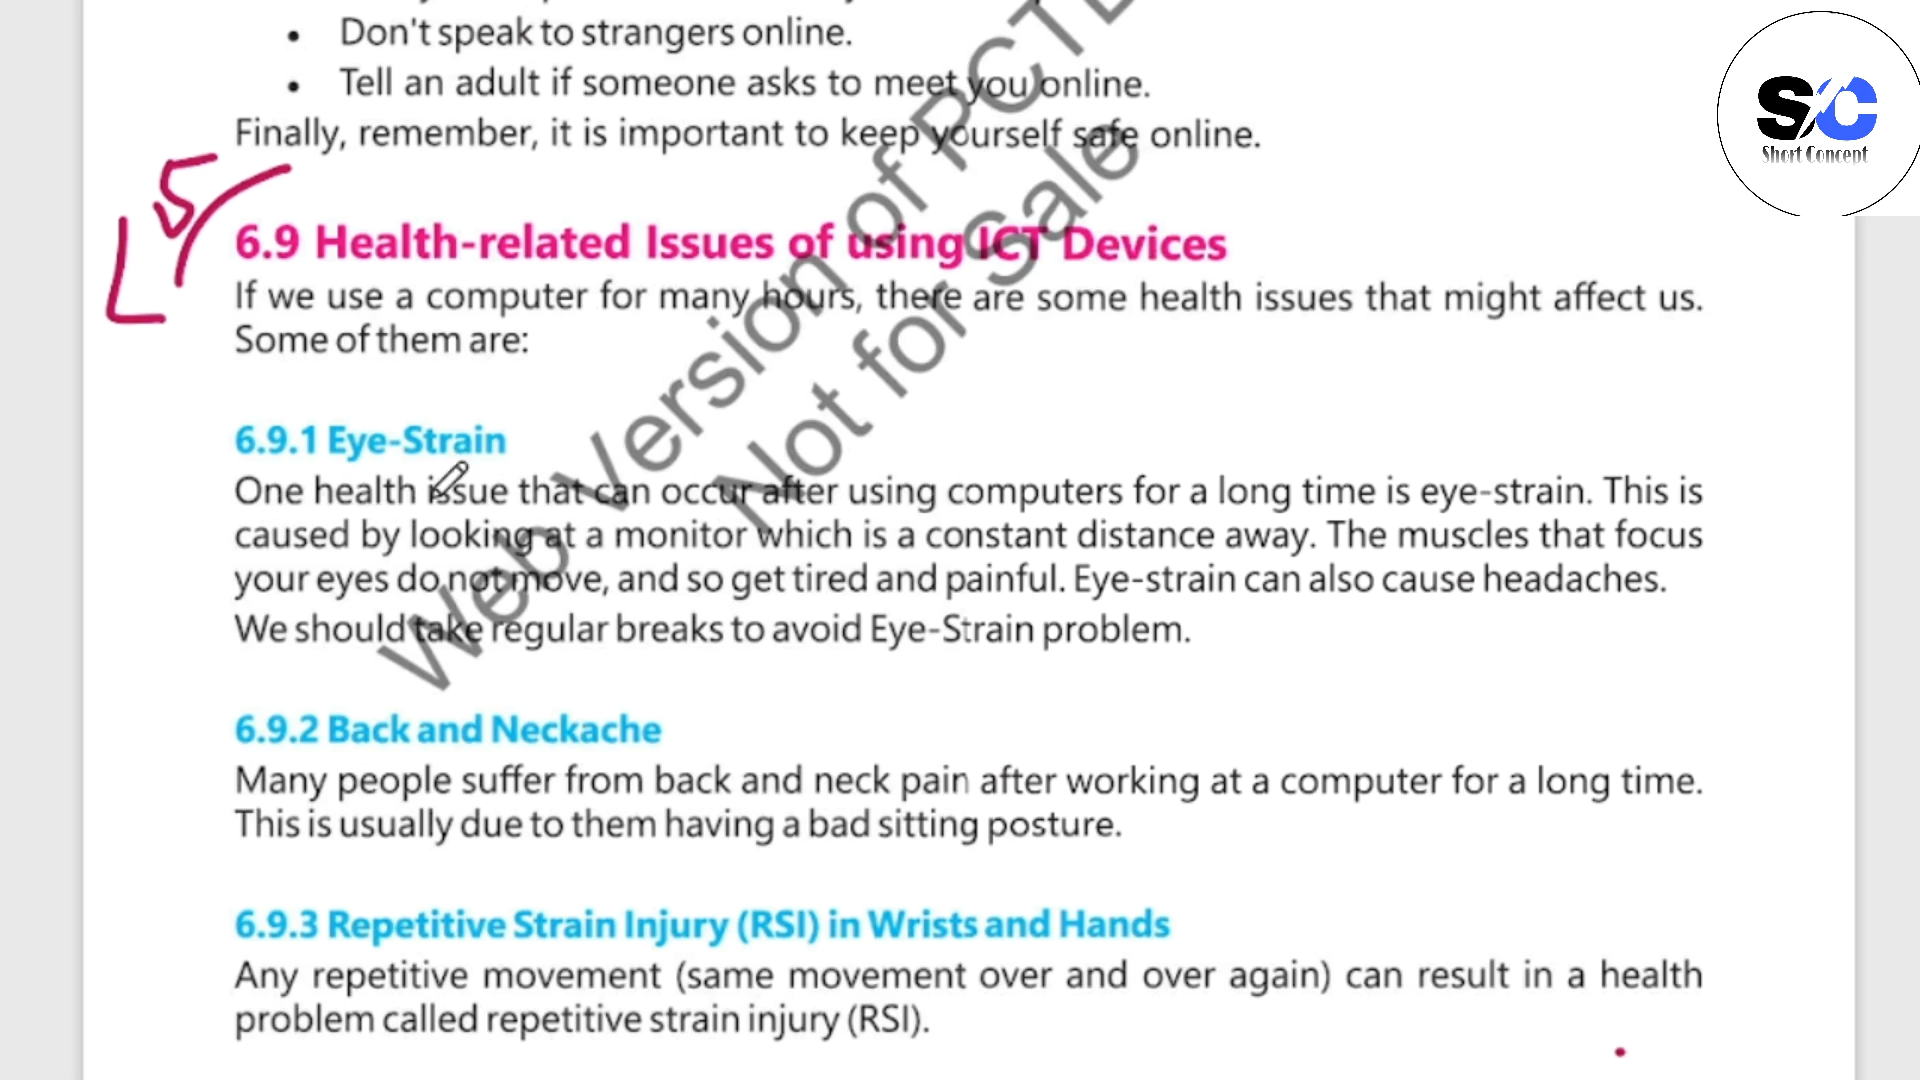 • Don't speak to strangers online.
• Tell an adult if someone asks to meet you online.
Finally, remember, it is important to keep yourself safe online.
L5
6.9 Health-related Issues of using ICT Devices
If we use a computer for many hours, there are some health issues that might affect us.
Some of them are:
6.9.1 Eye-Strain
One health issue that can occur after using computers for a long time is eye-strain. This is
caused by looking at a monitor which is a constant distance away. The muscles that focus
your eyes do not move, and so get tired and painful. Eye-strain can also cause headaches.
We should take regular breaks to avoid Eye-Strain problem.
6.9.2 Back and Neckache
Many people suffer from back and neck pain after working at a computer for a long time.
This is usually due to them having a bad sitting posture.
6.9.3 Repetitive Strain Injury (RSI) in Wrists and Hands
Any repetitive movement (same movement over and over again) can result in a health
problem called repetitive strain injury (RSI).
Web Version of PCTB
Not for Sale
S/C
Short Concept